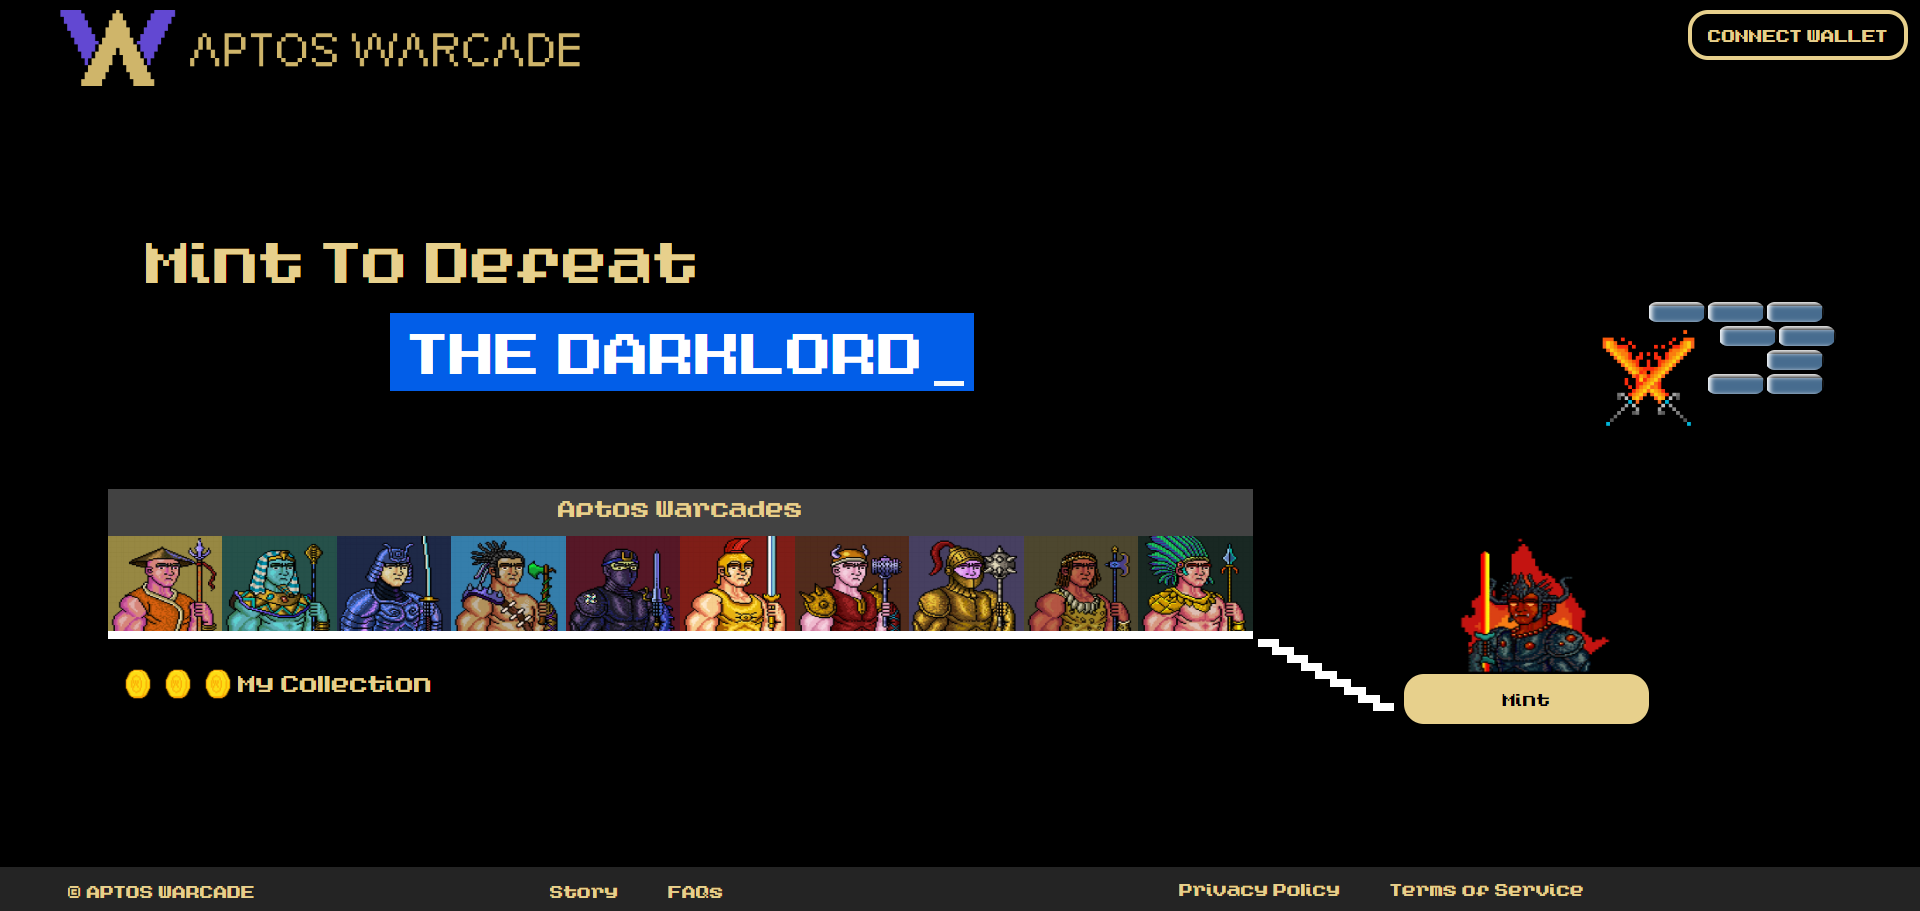 APTOS WARCADE
CONNECT WALLET
Mint To Defeat
THE DARKLORD_
Aptos Warcades
My Collection
Mint
© APTOS WARCADE
Story
FAQs
Privacy Policy
Terms of Service